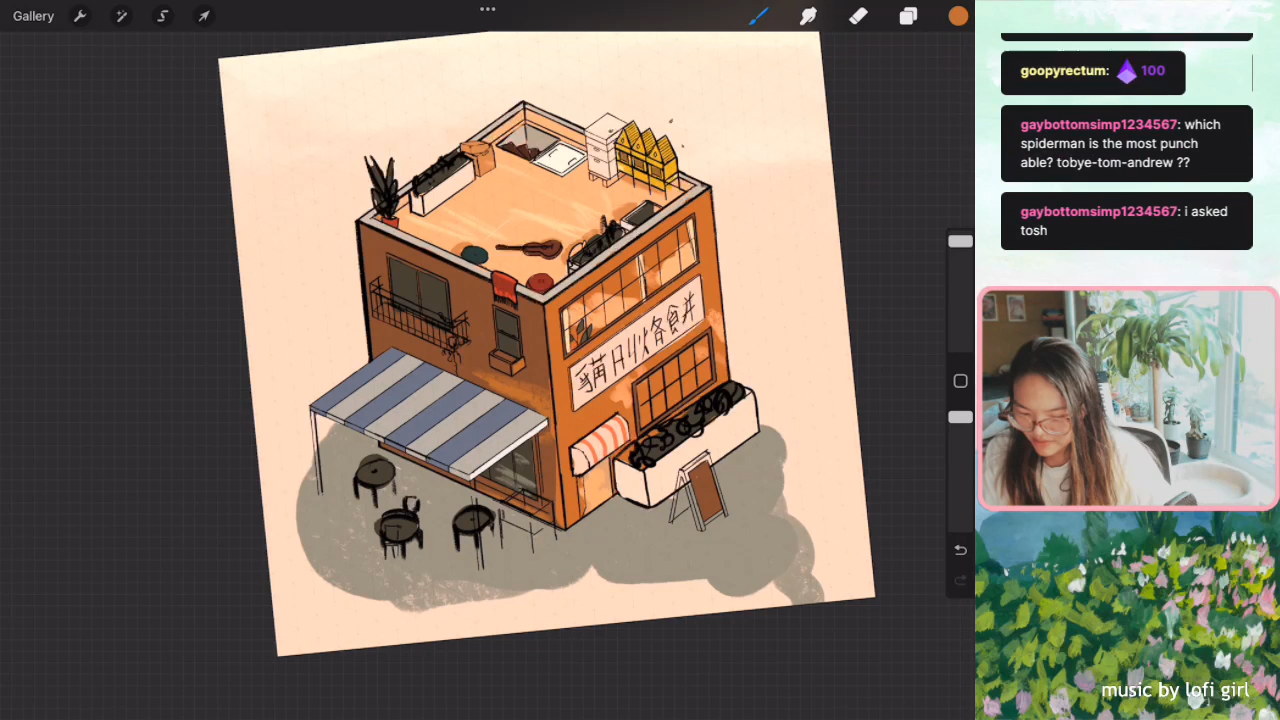 Gallery
goopyrectum: 100
gaybottomsimp1234567: which
spiderman is the most punch
able? tobye-tom-andrew ??
gaybottomsimp1234567: i asked
tosh
music by lofi girl